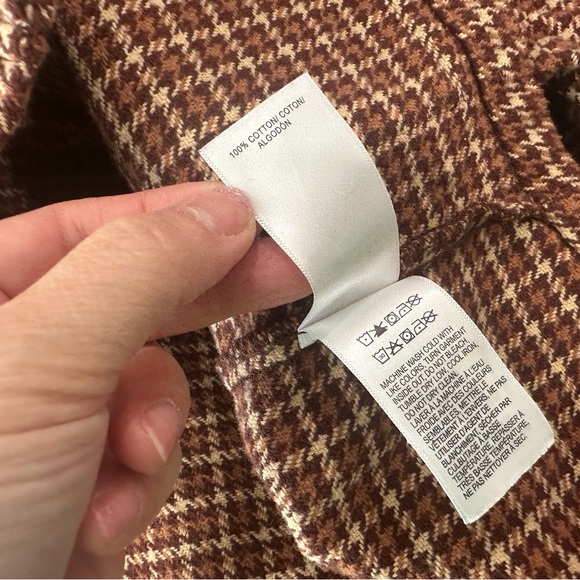 100% COTTON/ COTON/
ALGODÓN
MACHINE WASH COLD WITH
LIKE COLORS, TURN GARMENT
INSIDE OUT. DO NOT BLEACH.
TUMBLE DRY LOW. COOL IRON.
DO NOT DRY CLEAN.
LAVER À LA MACHINE À L'EAU
FROIDE AVEC COULEURS
SEMBLABLES, METTRE LE
VÊTEMENT À L'ENVERS. NE PAS
UTILISER D'AGENT DE
BLANCHIMENT. SÉCHER PAR
CULBUTAGE À BASSE
TEMPÉRATURE. REPASSER À
TRÈS BASSE TEMPÉRATURE.
NE PAS NETTOYER À SEC.